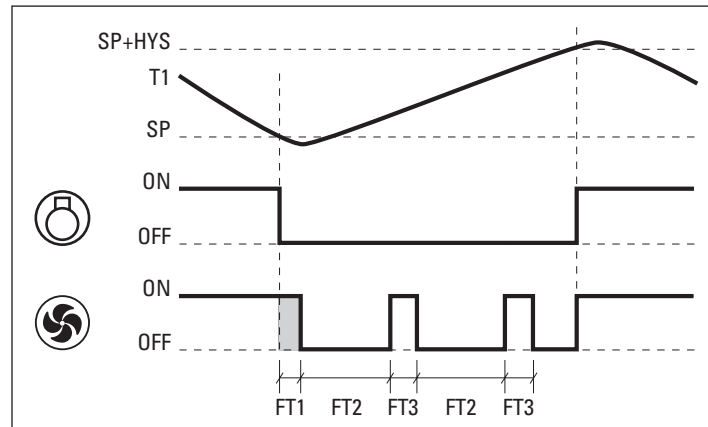 SP+HYS
T1
SP
ON
OFF
ON
OFF
FT1 FT2 FT3 FT2 FT3